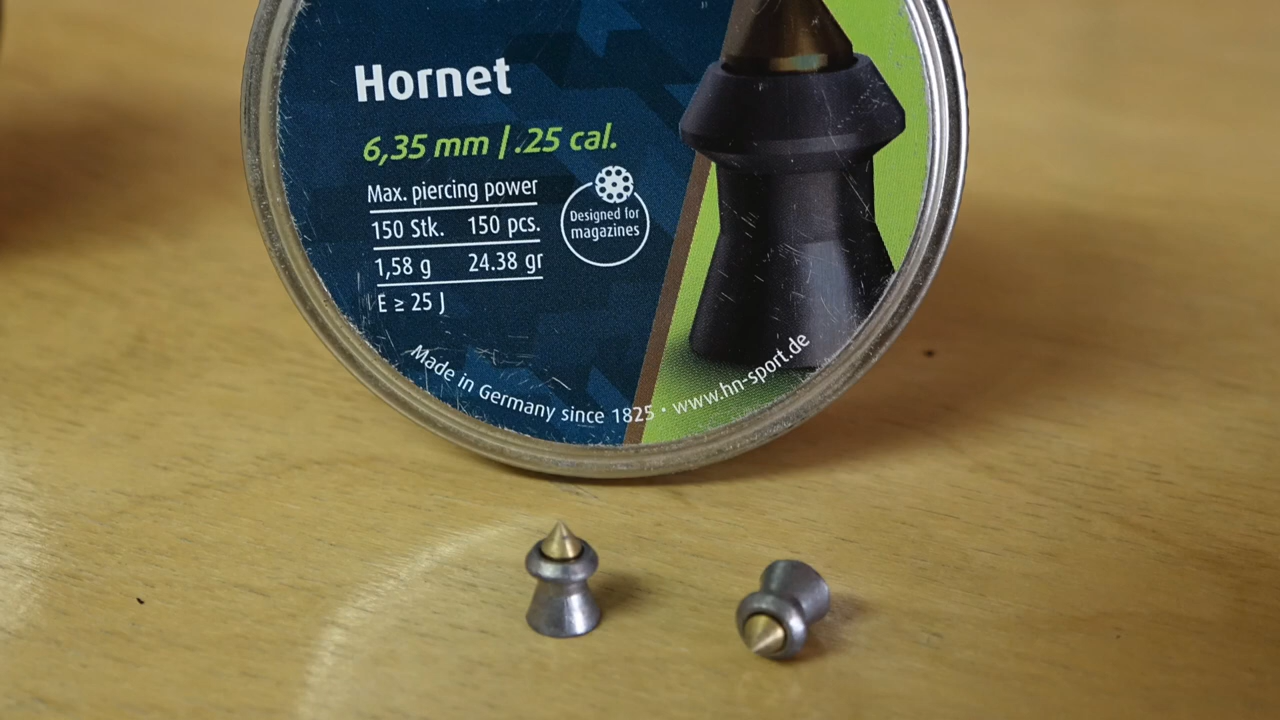 Hornet
6,35 mm | .25 cal.
Max. piercing power
150 Stk. 150 pcs.
1,58 g 24.38 gr
E ≥ 25 J
Designed for
magazines
Made in Germany since 1825 · www.hn-sport.de